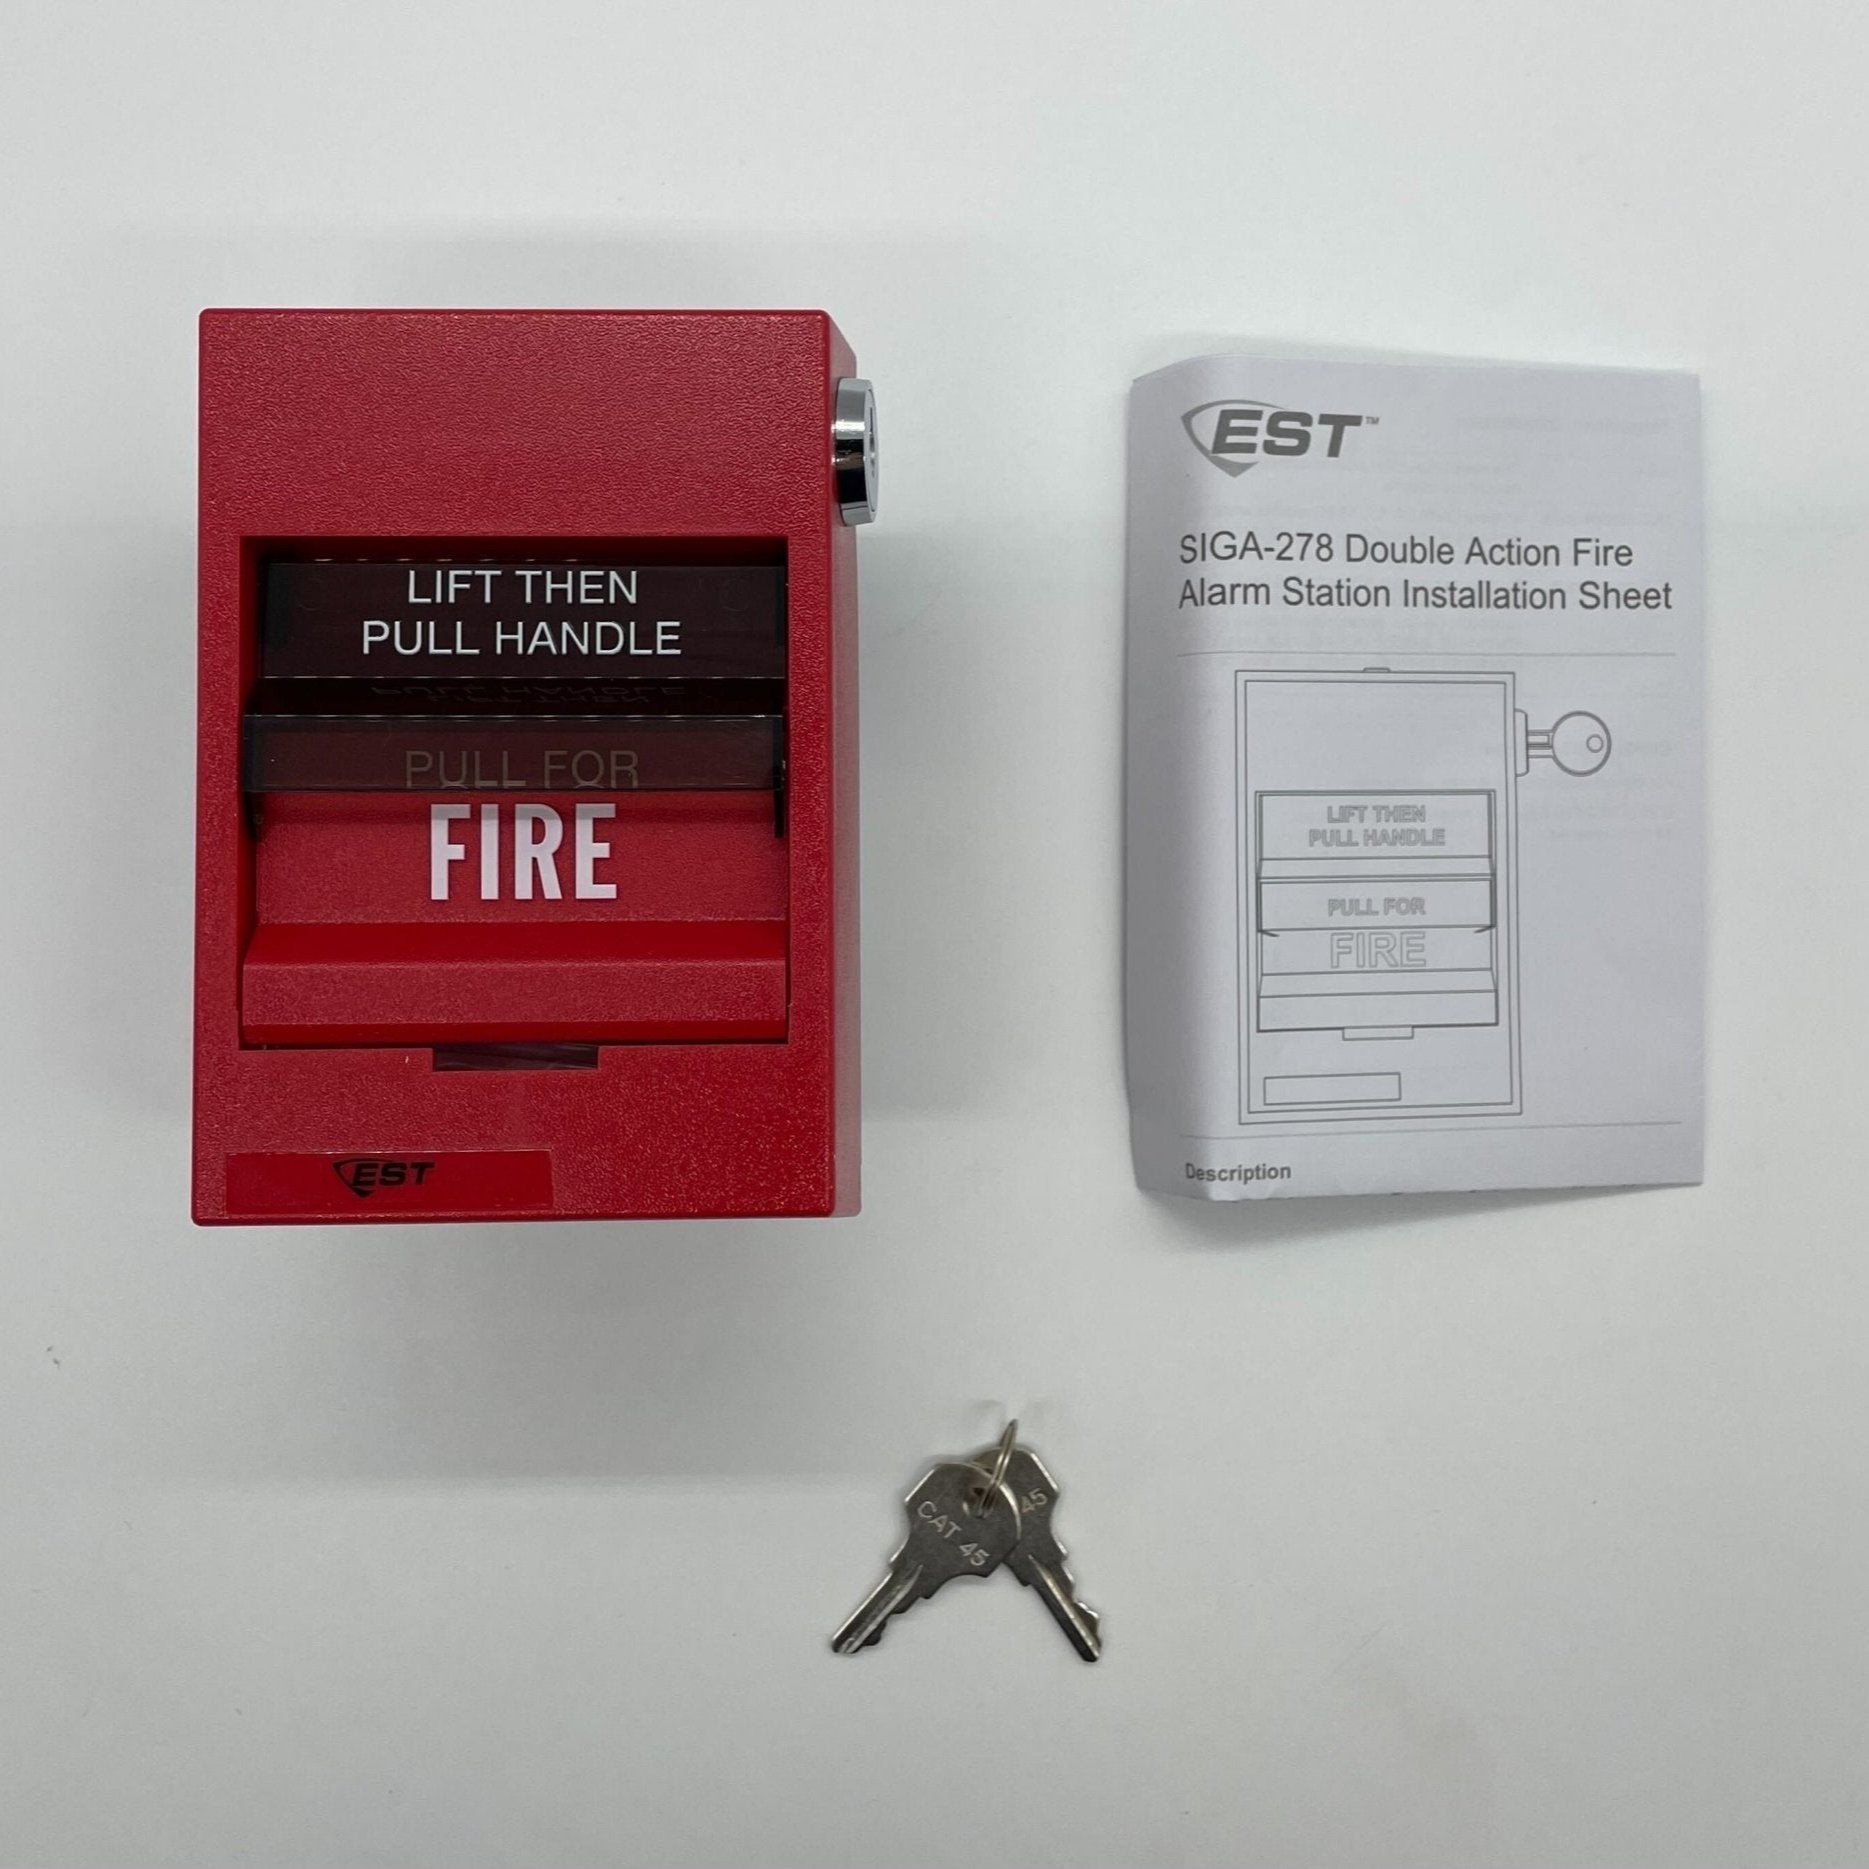 LIFT THEN
PULL HANDLE
PULL FOR
FIRE
EST
EST™
SIGA-278 Double Action Fire
Alarm Station Installation Sheet
LIFT THEN
PULL HANDLE
PULL FOR
FIRE
Description
CAT 45
45